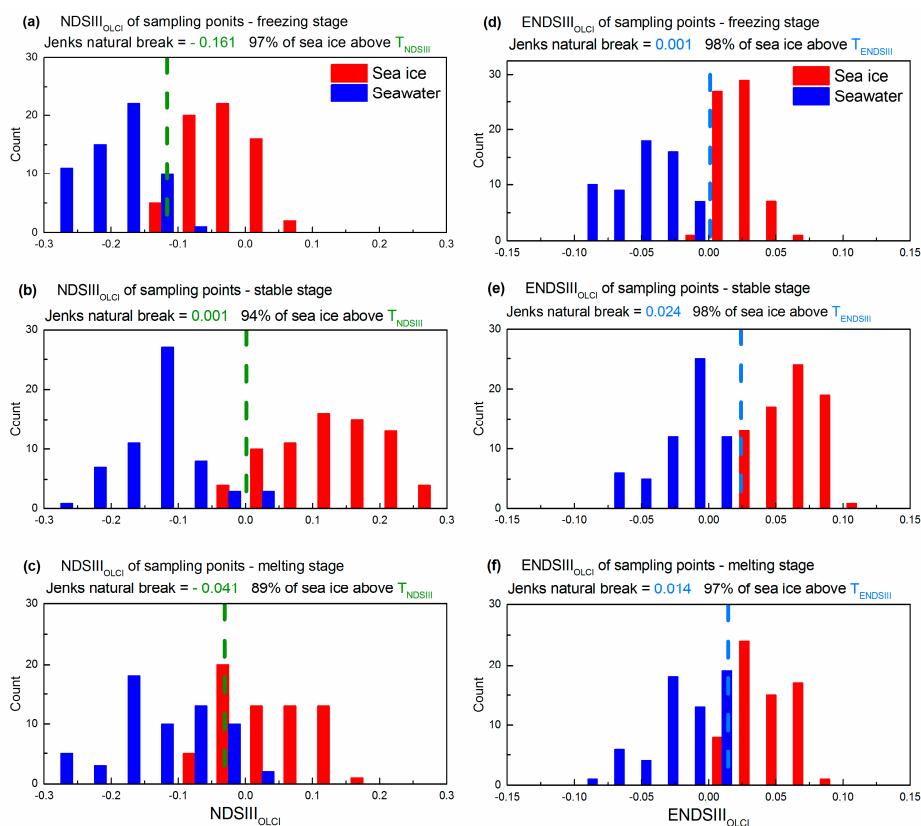 (a) NDSIII_OLCI of sampling ponits - freezing stage
Jenks natural break = - 0.161 97% of sea ice above T_NDSIII
Sea ice
Seawater
Count
30
20
10
0
-0.3 -0.2 -0.1 0.0 0.1 0.2 0.3
(d) ENDSIII_OLCI of sampling ponits - freezing stage
Jenks natural break = 0.001 98% of sea ice above T_ENDSIII
Sea ice
Seawater
Count
30
20
10
0
-0.15 -0.10 -0.05 0.00 0.05 0.10 0.15
(b) NDSIII_OLCI of sampling ponits - stable stage
Jenks natural break = 0.001 94% of sea ice above T_NDSIII
Count
30
20
10
0
-0.3 -0.2 -0.1 0.0 0.1 0.2 0.3
(e) ENDSIII_OLCI of sampling ponits - stable stage
Jenks natural break = 0.024 98% of sea ice above T_ENDSIII
Count
30
20
10
0
-0.15 -0.10 -0.05 0.00 0.05 0.10 0.15
(c) NDSIII_OLCI of sampling ponits - melting stage
Jenks natural break = - 0.041 89% of sea ice above T_NDSIII
Count
30
20
10
0
-0.3 -0.2 -0.1 0.0 0.1 0.2 0.3
NDSIII_OLCI
(f) ENDSIII_OLCI of sampling ponits - melting stage
Jenks natural break = 0.014 97% of sea ice above T_ENDSIII
Count
30
20
10
0
-0.15 -0.10 -0.05 0.00 0.05 0.10 0.15
ENDSIII_OLCI